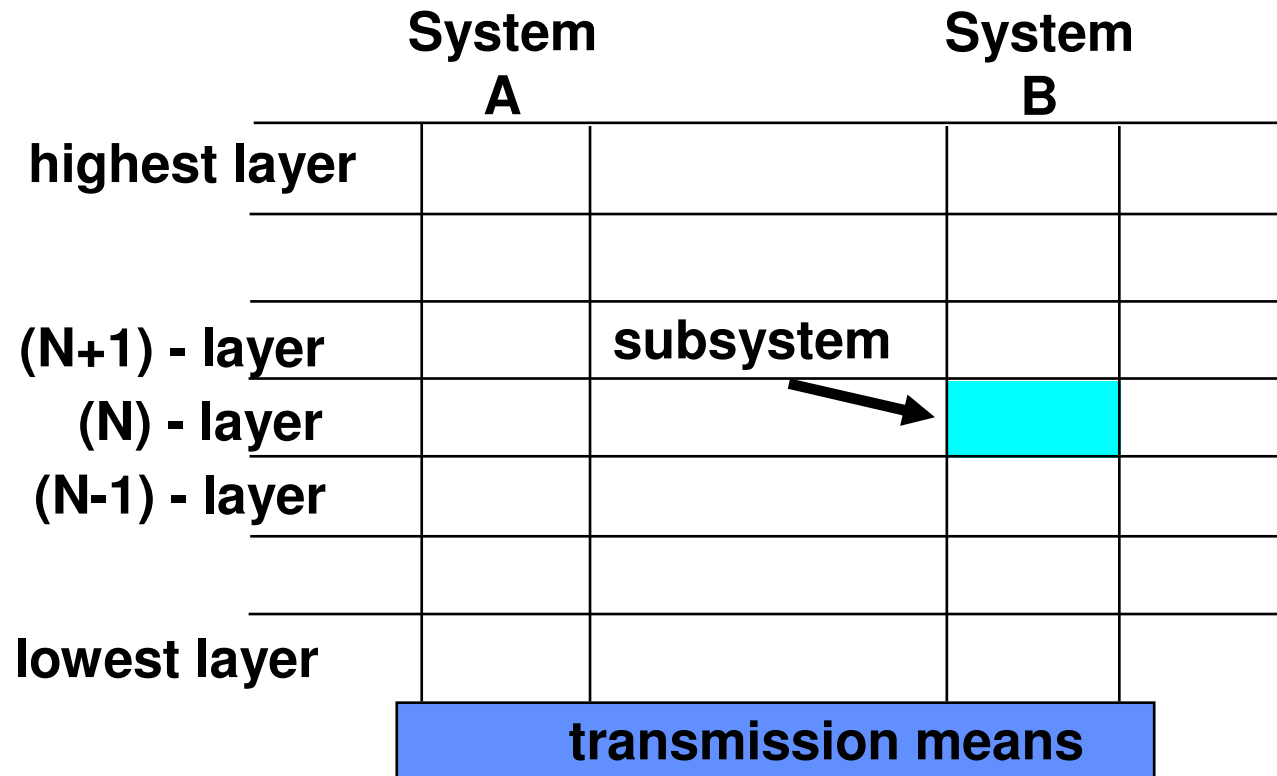 System
A
System
B
highest layer
(N+1) - layer
subsystem
(N) - layer
(N-1) - layer
lowest layer
transmission means